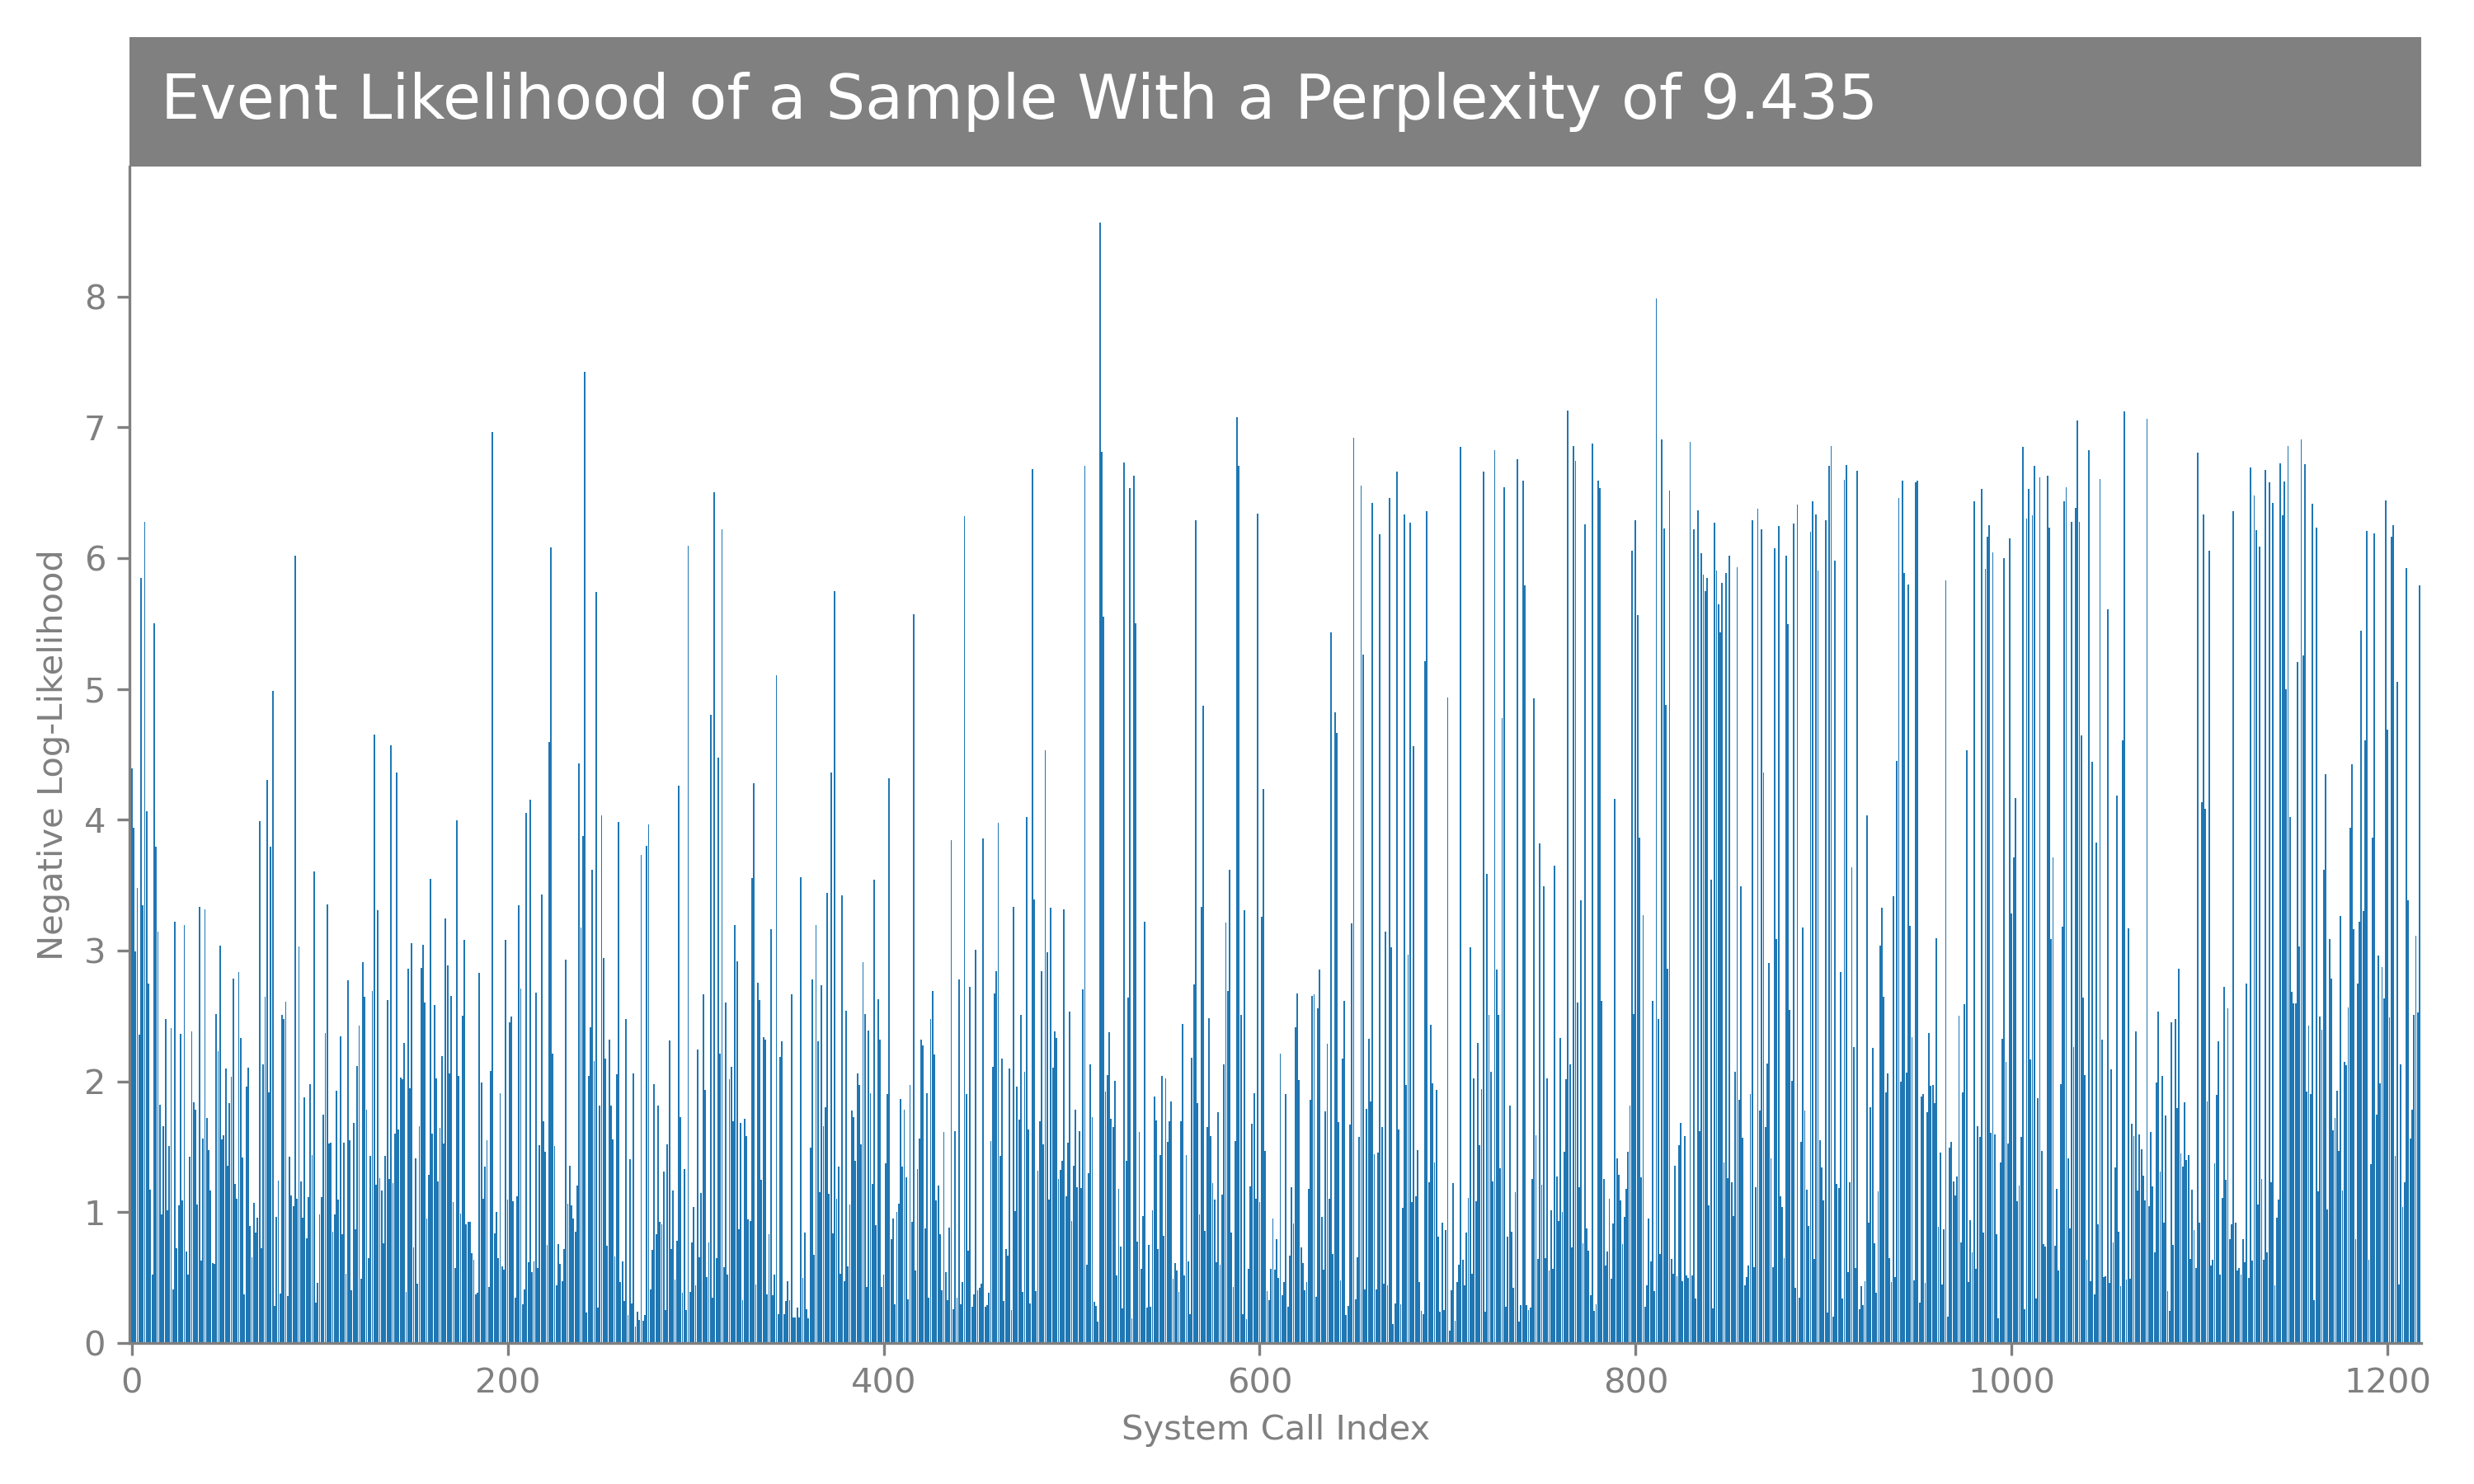 Event Likelihood of a Sample With a Perplexity of 9.435
8
7
6
5
4
3
2
1
0
Negative Log-Likelihood
0 200 400 600 800 1000 1200
System Call Index